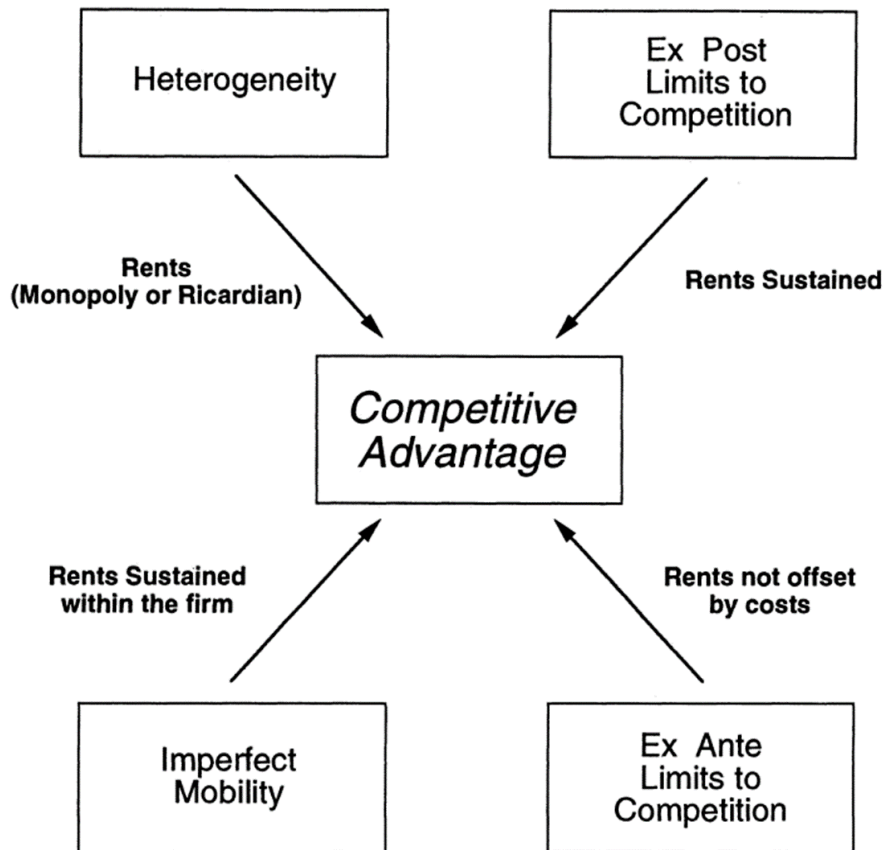 Heterogeneity
Ex Post
Limits to
Competition
Rents
(Monopoly or Ricardian)
Rents Sustained
Competitive
Advantage
Rents Sustained
within the firm
Rents not offset
by costs
Imperfect
Mobility
Ex Ante
Limits to
Competition